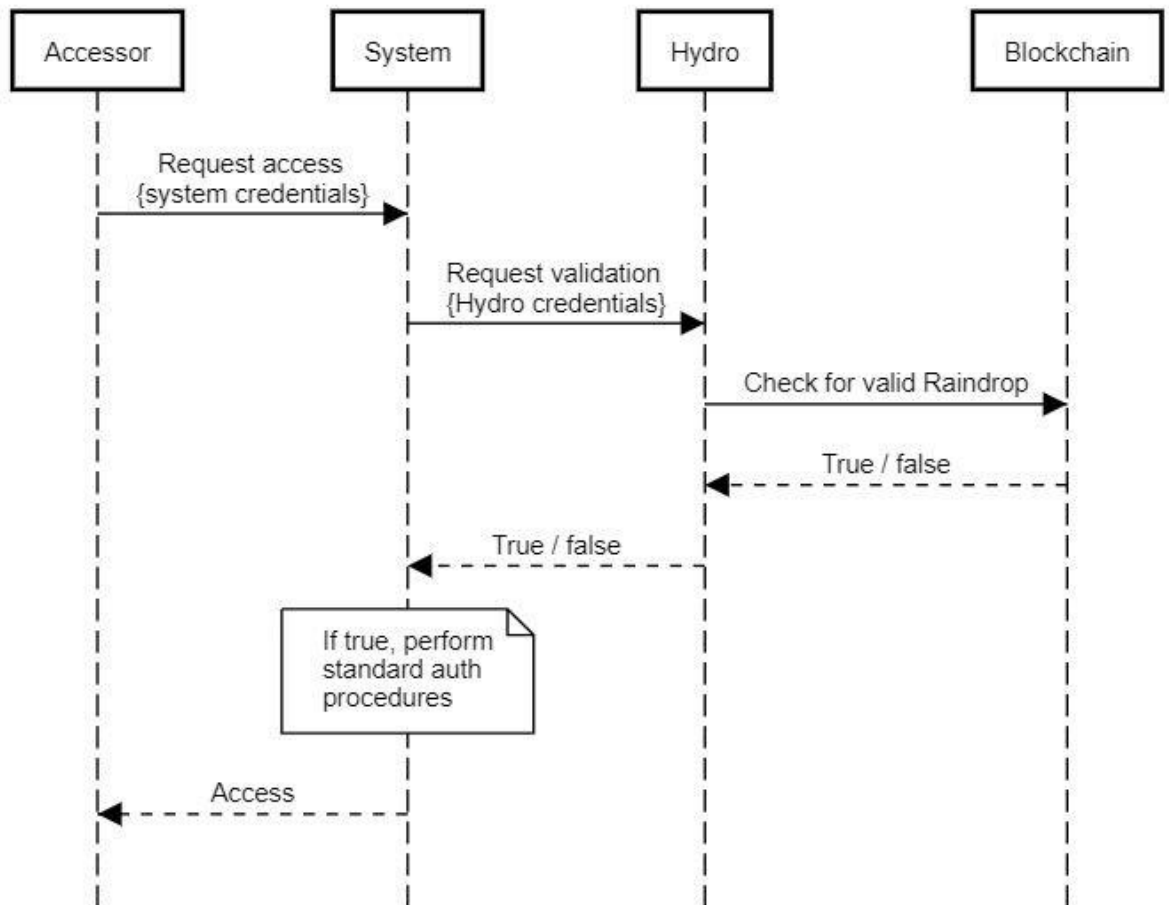 Accessor
System
Hydro
Blockchain
Request access
{system credentials}
Request validation
{Hydro credentials}
Check for valid Raindrop
True / false
True / false
If true, perform
standard auth
procedures
Access